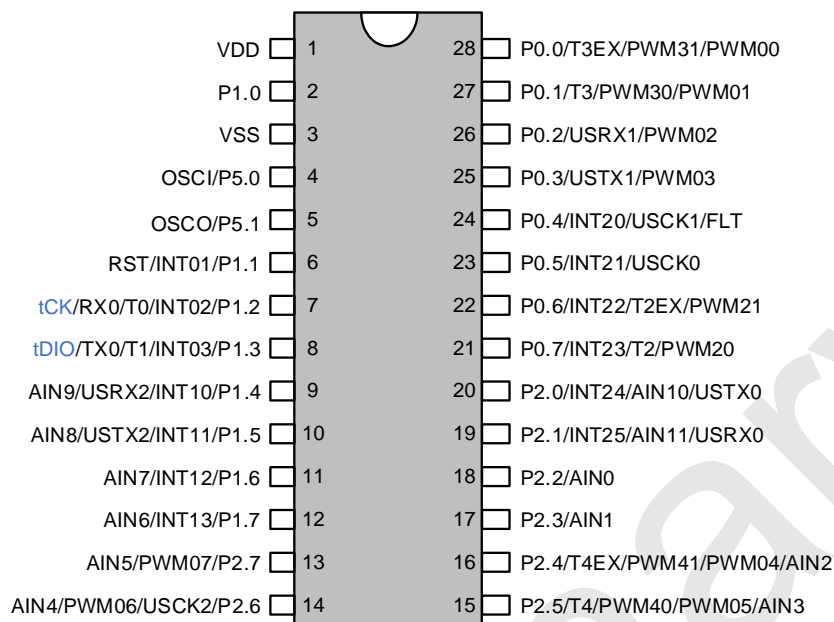 VDD 1 28 P0.0/T3EX/PWM31/PWM00
P1.0 2 27 P0.1/T3/PWM30/PWM01
VSS 3 26 P0.2/USRX1/PWM02
OSCI/P5.0 4 25 P0.3/USTX1/PWM03
OSCO/P5.1 5 24 P0.4/INT20/USCK1/FLT
RST/INT01/P1.1 6 23 P0.5/INT21/USCK0
tCK/RX0/T0/INT02/P1.2 7 22 P0.6/INT22/T2EX/PWM21
tDIO/TX0/T1/INT03/P1.3 8 21 P0.7/INT23/T2/PWM20
AIN9/USRX2/INT10/P1.4 9 20 P2.0/INT24/AIN10/USTX0
AIN8/USTX2/INT11/P1.5 10 19 P2.1/INT25/AIN11/USRX0
AIN7/INT12/P1.6 11 18 P2.2/AIN0
AIN6/INT13/P1.7 12 17 P2.3/AIN1
AIN5/PWM07/P2.7 13 16 P2.4/T4EX/PWM41/PWM04/AIN2
AIN4/PWM06/USCK2/P2.6 14 15 P2.5/T4/PWM40/PWM05/AIN3